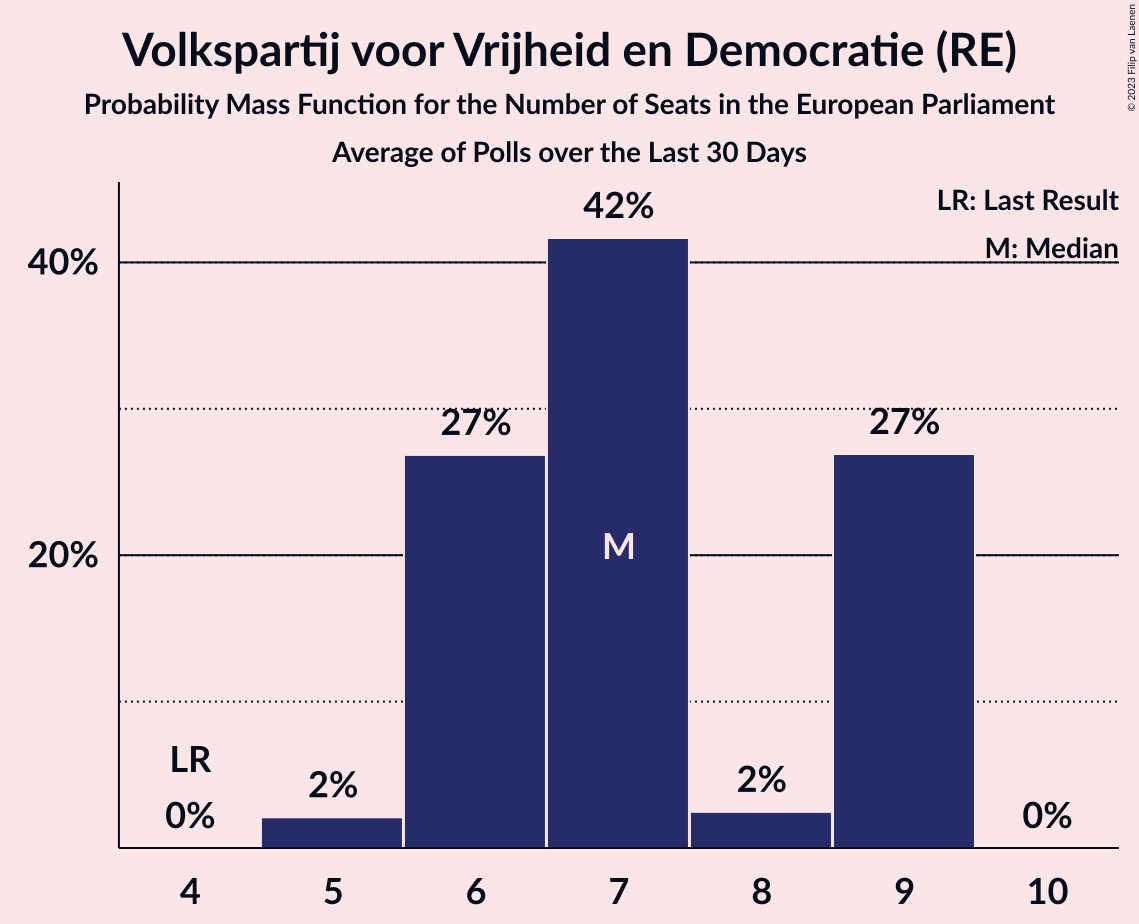 Volkspartij voor Vrijheid en Democratie (RE)
Probability Mass Function for the Number of Seats in the European Parliament
Average of Polls over the Last 30 Days
© 2023 Filip van Laenen
LR: Last Result
M: Median
40%
20%
LR
0%
2%
27%
42%
M
2%
27%
0%
4 5 6 7 8 9 10